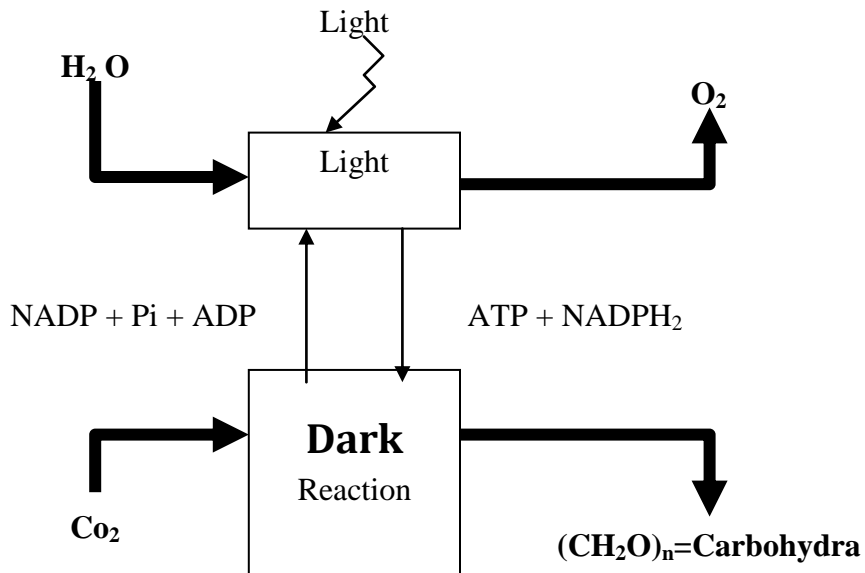 Light
H₂ O
O₂
Light
NADP + Pi + ADP
ATP + NADPH₂
Dark
Reaction
Co₂
(CH₂O)ₙ=Carbohydra